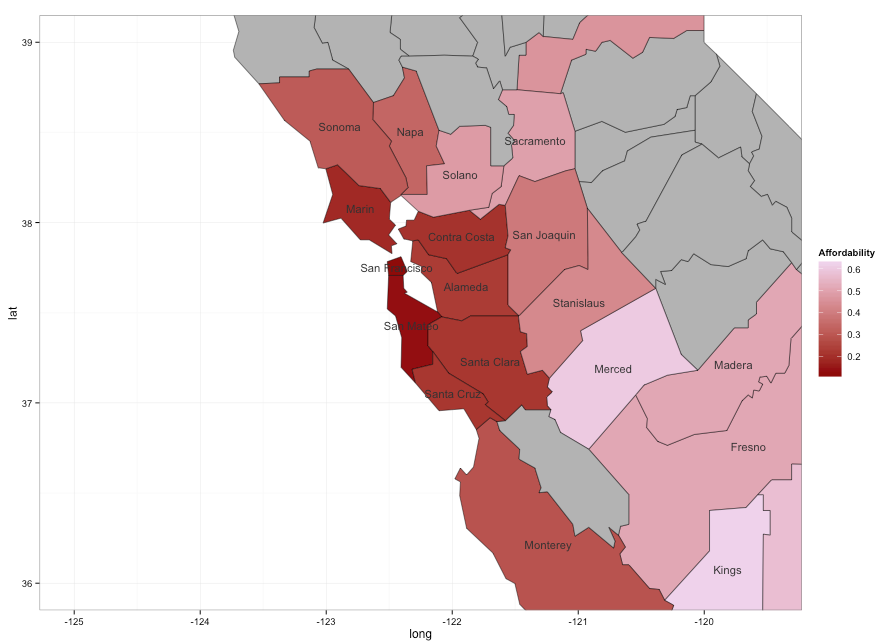 39
38
37
36
lat
Sonoma
Napa
Sacramento
Solano
Marin
Contra Costa
San Joaquin
San Francisco
Alameda
Stanislaus
San Mateo
Santa Clara
Merced
Madera
Santa Cruz
Fresno
Monterey
Kings
-125
-124
-123
-122
-121
-120
long
Affordability
0.6
0.5
0.4
0.3
0.2